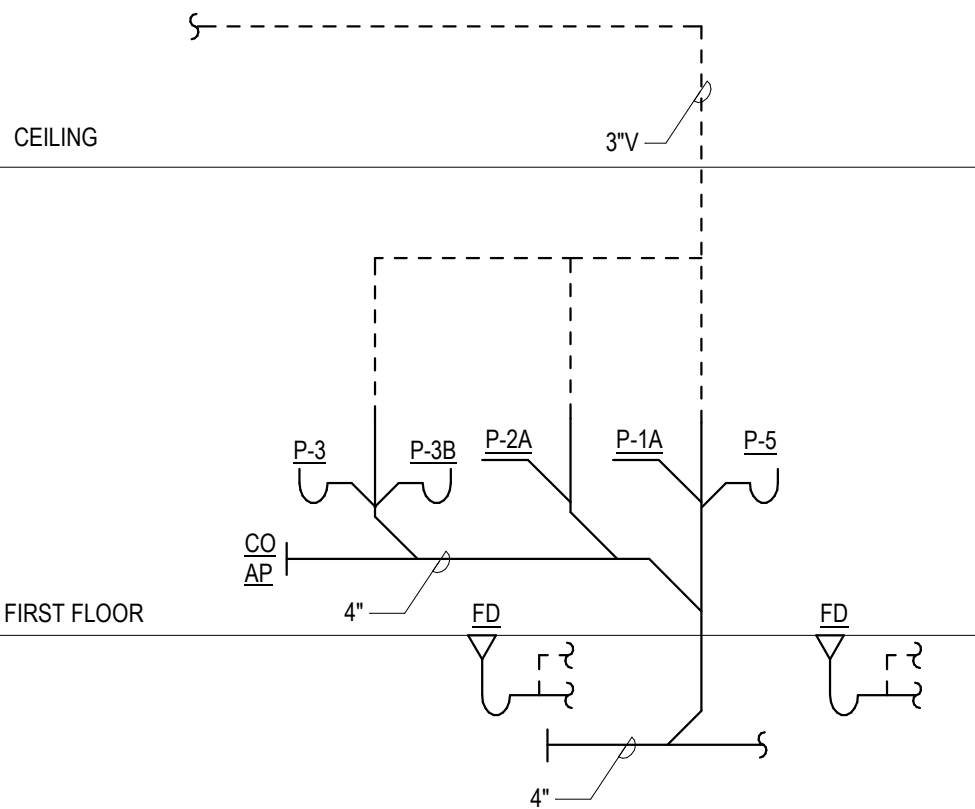 CEILING
3"V
P-3
P-3B
P-2A
P-1A
P-5
CO
AP
4"
FIRST FLOOR
FD
FD
4"